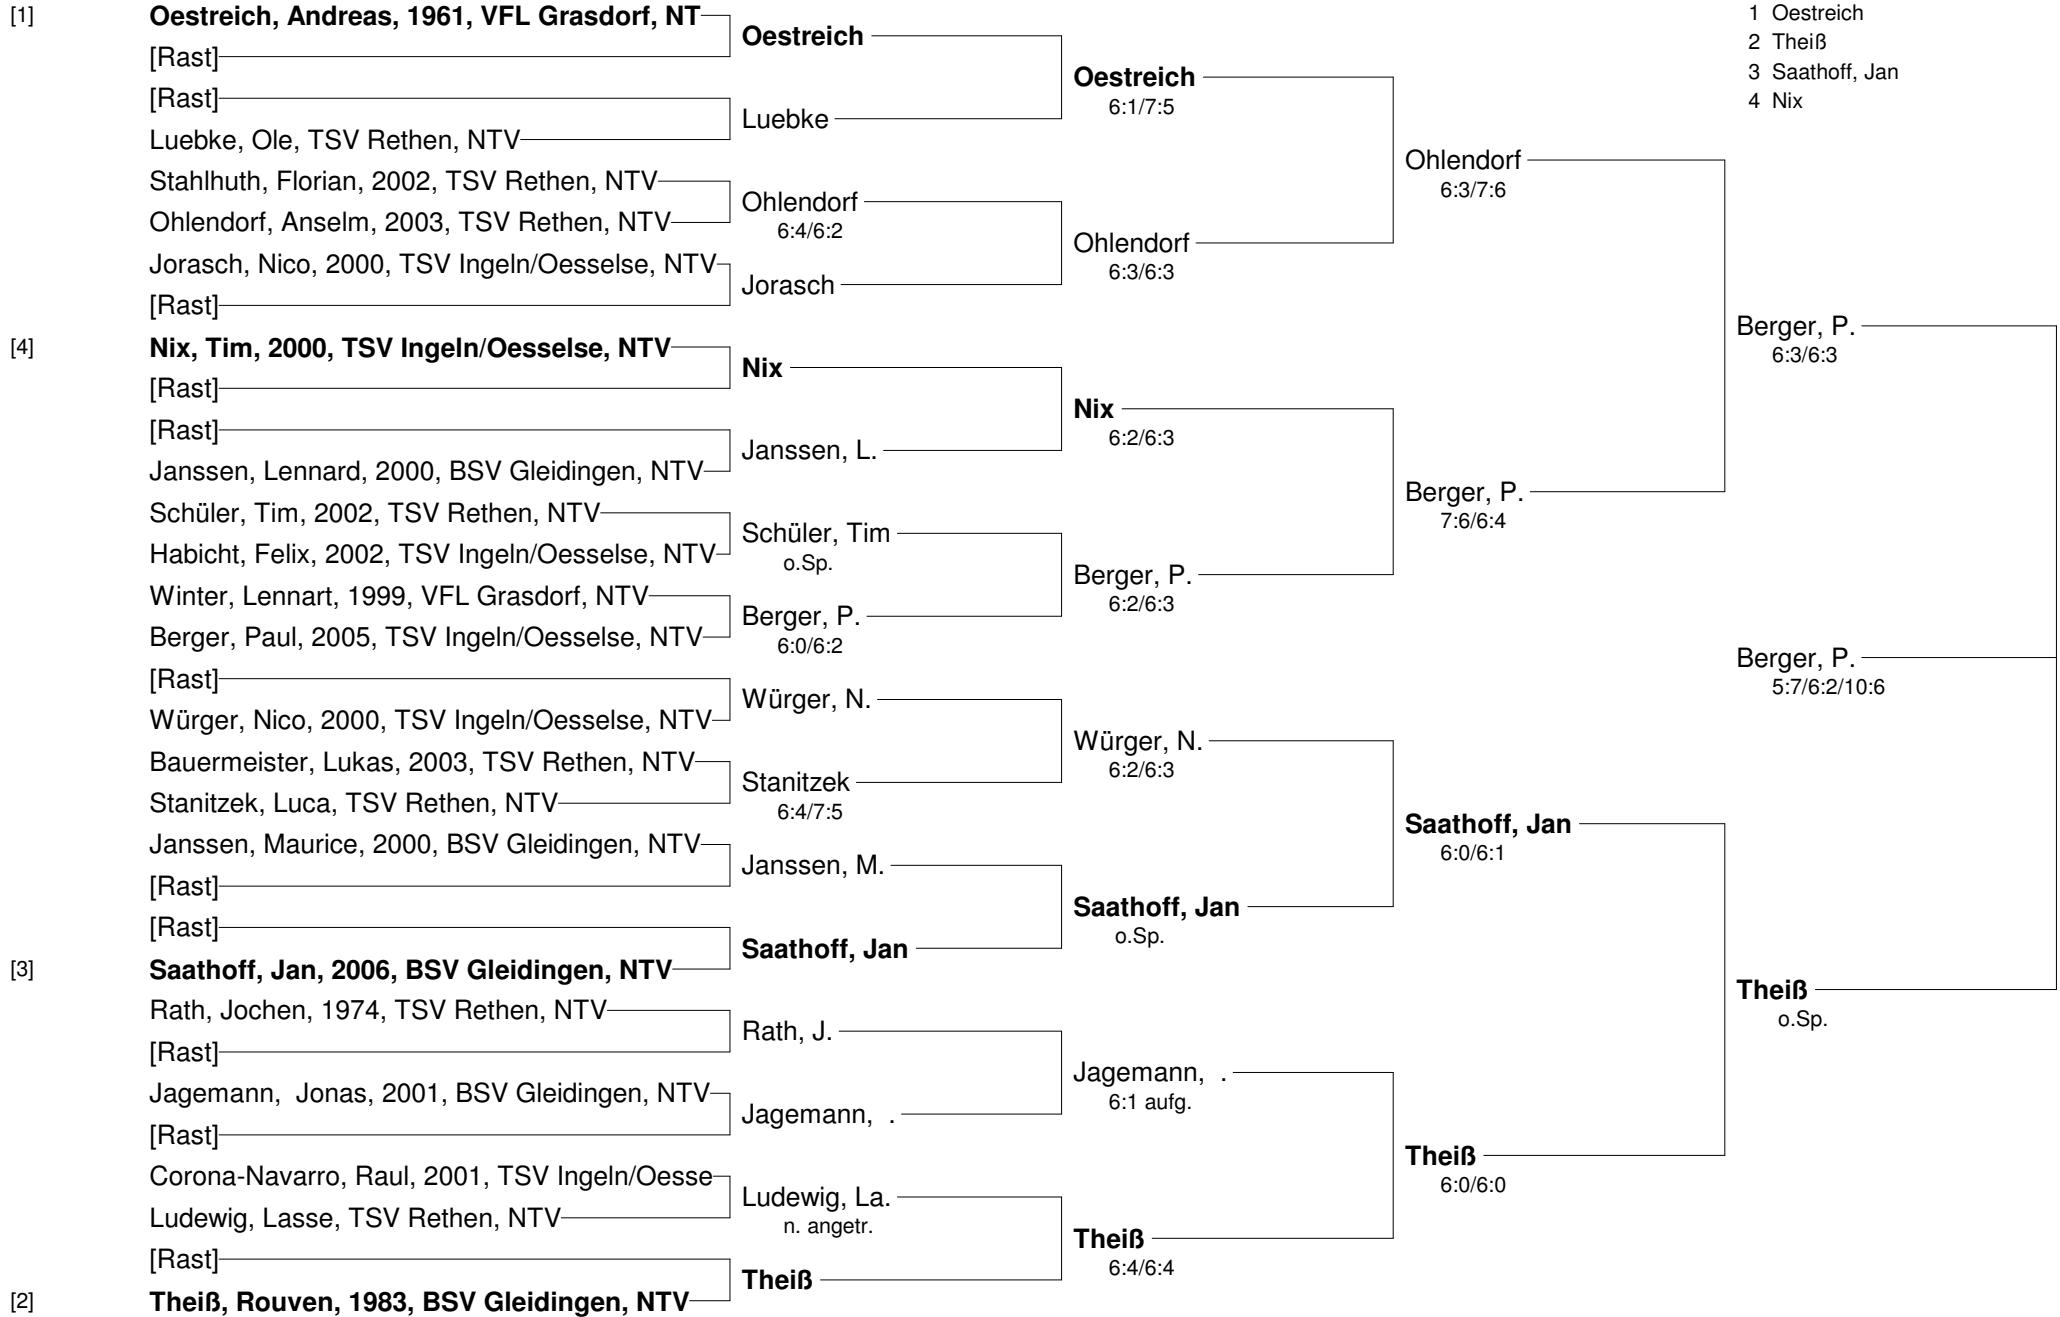 [1]
Oestreich, Andreas, 1961, VFL Grasdorf, NT
[Rast]
[Rast]
Luebke, Ole, TSV Rethen, NTV
Stahlhuth, Florian, 2002, TSV Rethen, NTV
Ohlendorf, Anselm, 2003, TSV Rethen, NTV
Jorasch, Nico, 2000, TSV Ingeln/Oesselse, NTV
[Rast]
[4]
Nix, Tim, 2000, TSV Ingeln/Oesselse, NTV
[Rast]
[Rast]
Janssen, Lennard, 2000, BSV Gleidingen, NTV
Schüler, Tim, 2002, TSV Rethen, NTV
Habicht, Felix, 2002, TSV Ingeln/Oesselse, NTV
Winter, Lennart, 1999, VFL Grasdorf, NTV
Berger, Paul, 2005, TSV Ingeln/Oesselse, NTV
[Rast]
Würger, Nico, 2000, TSV Ingeln/Oesselse, NTV
Bauermeister, Lukas, 2003, TSV Rethen, NTV
Stanitzek, Luca, TSV Rethen, NTV
Janssen, Maurice, 2000, BSV Gleidingen, NTV
[Rast]
[Rast]
[3]
Saathoff, Jan, 2006, BSV Gleidingen, NTV
Rath, Jochen, 1974, TSV Rethen, NTV
[Rast]
Jagemann,  Jonas, 2001, BSV Gleidingen, NTV
[Rast]
Corona-Navarro, Raul, 2001, TSV Ingeln/Oesse
Ludewig, Lasse, TSV Rethen, NTV
[Rast]
[2]
Theiß, Rouven, 1983, BSV Gleidingen, NTV
Oestreich
Luebke
Ohlendorf
6:4/6:2
Jorasch
Nix
Janssen, L.
Schüler, Tim
o.Sp.
Berger, P.
6:0/6:2
Würger, N.
Stanitzek
6:4/7:5
Janssen, M.
Saathoff, Jan
Rath, J.
Jagemann,  .
Ludewig, La.
n. angetr.
Theiß
Oestreich
6:1/7:5
Ohlendorf
6:3/6:3
Nix
6:2/6:3
Berger, P.
6:2/6:3
Würger, N.
6:2/6:3
Saathoff, Jan
o.Sp.
Jagemann,  .
6:1 aufg.
Theiß
6:4/6:4
Ohlendorf
6:3/7:6
Berger, P.
7:6/6:4
Saathoff, Jan
6:0/6:1
Theiß
6:0/6:0
1 Oestreich
2 Theiß
3 Saathoff, Jan
4 Nix
Berger, P.
6:3/6:3
Berger, P.
5:7/6:2/10:6
Theiß
o.Sp.